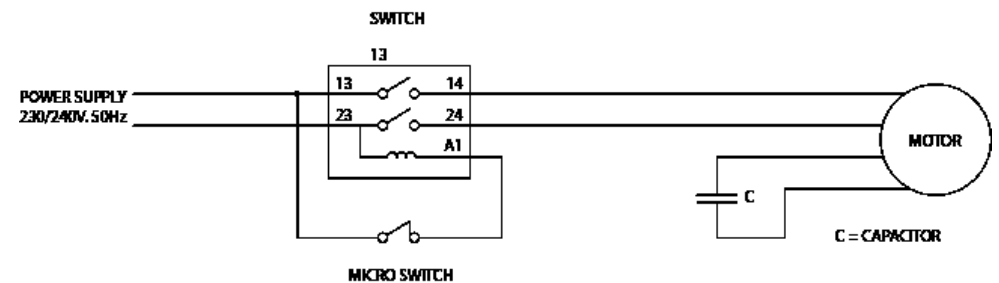 SWITCH
13
13 14
POWER SUPPLY
230/240V. 50Hz
23 24
A1
MOTOR
C
C = CAPACITOR
MICRO SWITCH